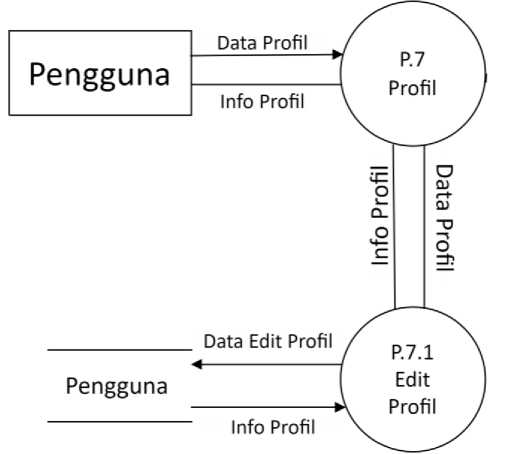 Pengguna
Data Profil
Info Profil
P.7
Profil
Info Profil
Data Profil
Data Edit Profil
Pengguna
Info Profil
P.7.1
Edit
Profil